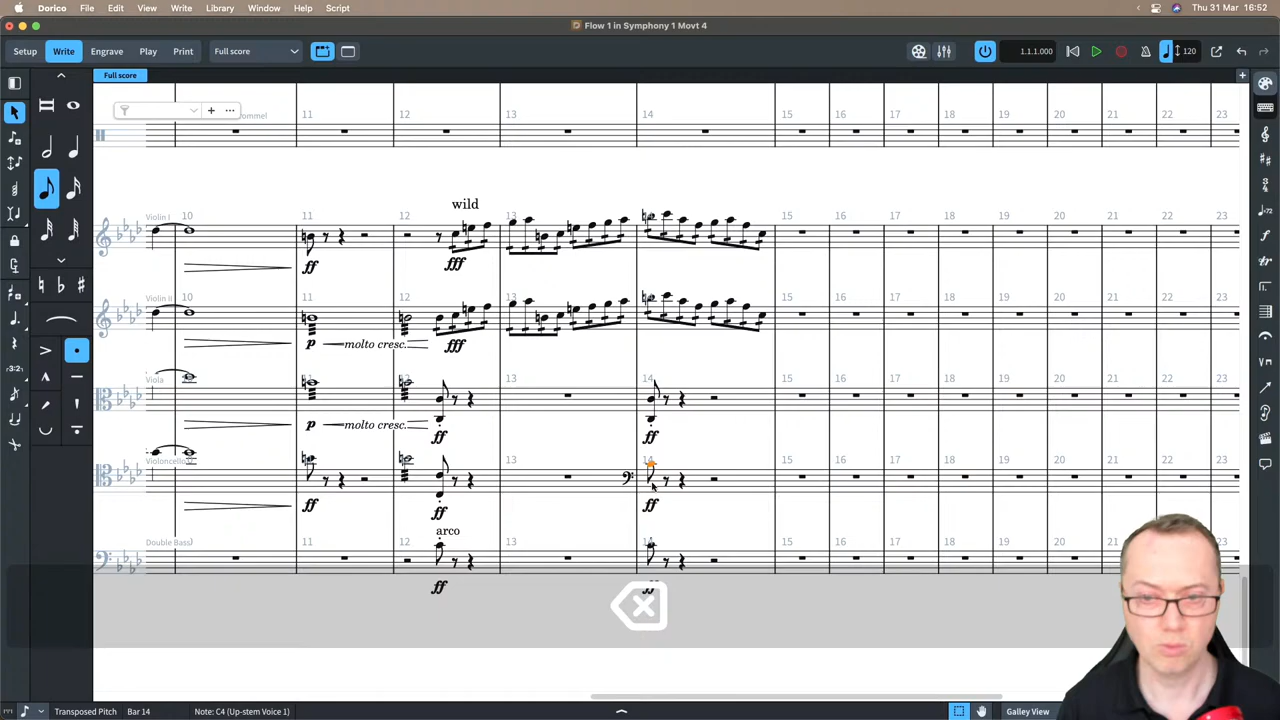 Dorico File Edit View Write Library Window Help Script Thu 31 Mar 16:52
Flow 1 in Symphony 1 Movt 4
Setup Write Engrave Play Print Full score 1.1.1.000 120
Full score
11 12 13 14 15 16 17 18 19 20 21 22 23
wild
Violin I 10 11 12 13 14 15 16 17 18 19 20 21 22 23
ff fff
Violin II 10 11 12 13 14 15 16 17 18 19 20 21 22 23
p molto cresc. fff
Viola 11 12 13 14 15 16 17 18 19 20 21 22 23
p molto cresc. ff ff
Violoncello 13 14 15 16 17 18 19 20 21 22 23
ff ff ff
arco
Double Bass 11 12 13 14 15 16 17 18 19 20 21 22 23
ff ff
Transposed Pitch Bar 14 Note: C4 (Up-stem Voice 1) Galley View